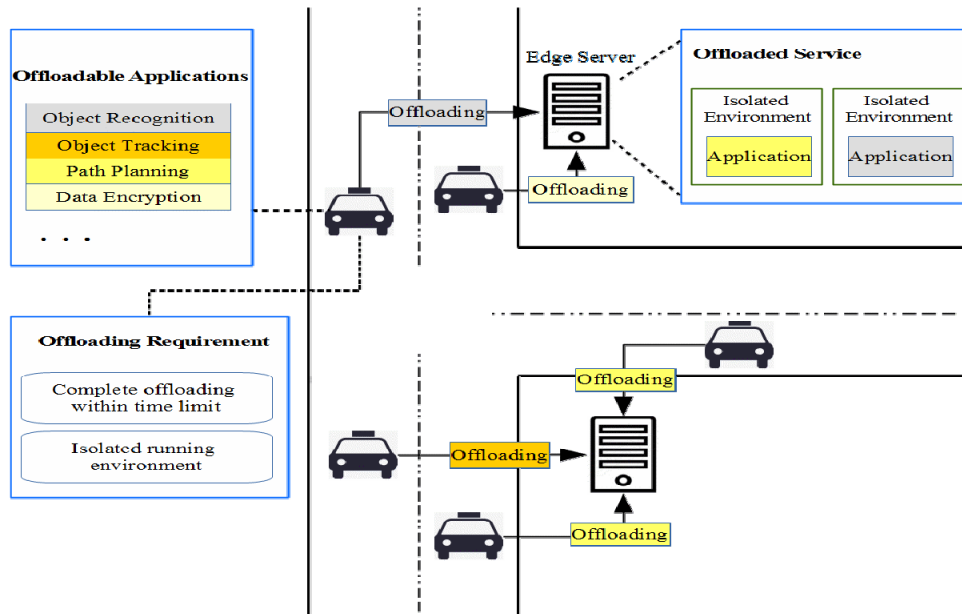 Offloadable Applications
Object Recognition
Object Tracking
Path Planning
Data Encryption
. . .
Offloading Requirement
Complete offloading
within time limit
Isolated running
environment
Offloading
Edge Server
Offloading
Offloaded Service
Isolated
Environment
Application
Isolated
Environment
Application
Offloading
Offloading
Offloading